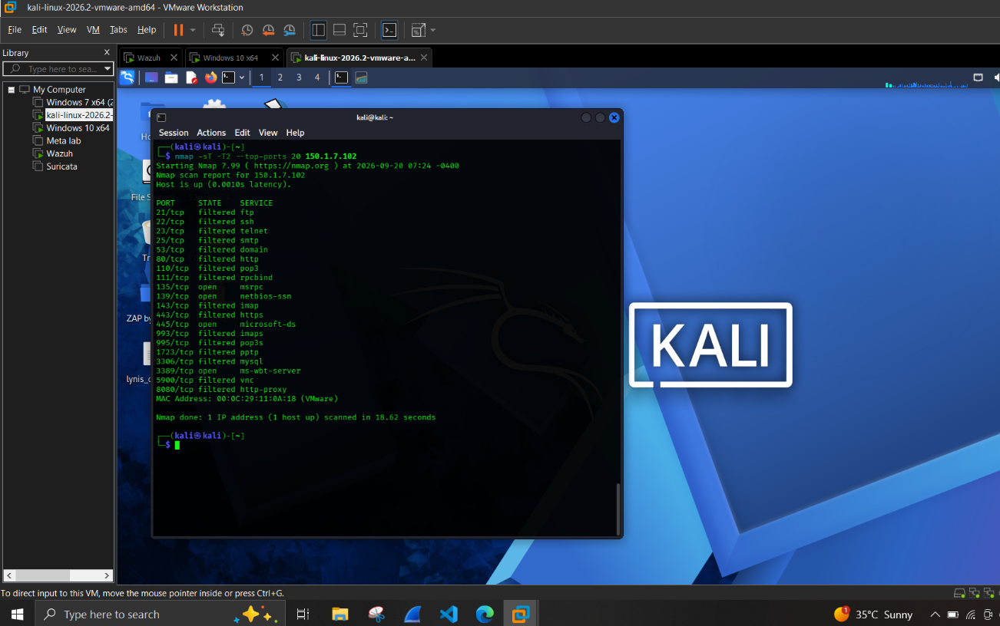 kali-linux-2026.2-vmware-amd64 - VMware Workstation
File Edit View VM Tabs Help
Library
Type here to sea...
My Computer
Windows 7 x64 (2
kali-linux-2026.2-
Windows 10 x64
Meta lab
Wazuh
Suricata
Wazuh
Windows 10 x64
kali-linux-2026.2-vmware-a...
1 2 3 4
Ho
File S
Tr
ZAP by
lynis_
kali@kali: ~
Session Actions Edit View Help
┌──(kali㉿kali)-[~]
└─$ nmap -sT -T2 --top-ports 20 150.1.7.102
Starting Nmap 7.99 ( https://nmap.org ) at 2026-09-20 07:24 -0400
Nmap scan report for 150.1.7.102
Host is up (0.0010s latency).
PORT STATE SERVICE
21/tcp filtered ftp
22/tcp filtered ssh
23/tcp filtered telnet
25/tcp filtered smtp
53/tcp filtered domain
80/tcp filtered http
110/tcp filtered pop3
111/tcp filtered rpcbind
135/tcp open msrpc
139/tcp open netbios-ssn
143/tcp filtered imap
443/tcp filtered https
445/tcp open microsoft-ds
993/tcp filtered imaps
995/tcp filtered pop3s
1723/tcp filtered pptp
3306/tcp filtered mysql
3389/tcp open ms-wbt-server
5900/tcp filtered vnc
8080/tcp filtered http-proxy
MAC Address: 00:0C:29:11:0A:18 (VMware)
Nmap done: 1 IP address (1 host up) scanned in 18.62 seconds
┌──(kali㉿kali)-[~]
└─$
KALI
To direct input to this VM, move the mouse pointer inside or press Ctrl+G.
Type here to search
1
35°C Sunny